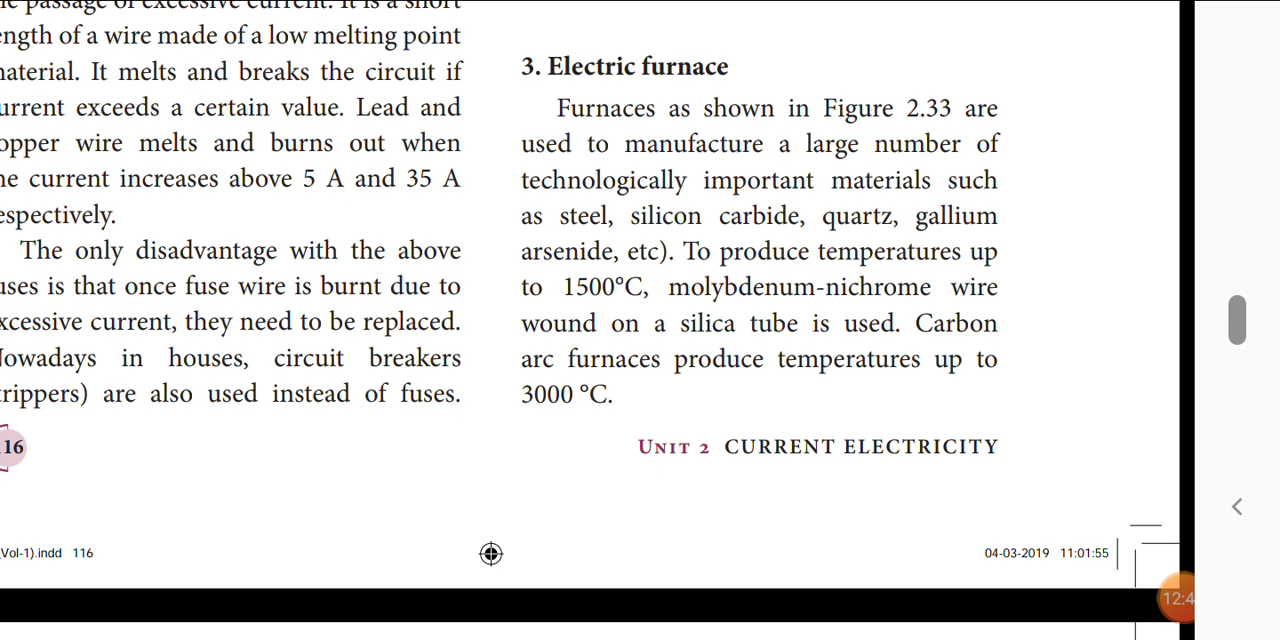 ength of a wire made of a low melting point
aterial. It melts and breaks the circuit if
urrent exceeds a certain value. Lead and
opper wire melts and burns out when
he current increases above 5 A and 35 A
espectively.
The only disadvantage with the above
uses is that once fuse wire is burnt due to
xcessive current, they need to be replaced.
owadays in houses, circuit breakers
trippers) are also used instead of fuses.
16
3. Electric furnace
Furnaces as shown in Figure 2.33 are
used to manufacture a large number of
technologically important materials such
as steel, silicon carbide, quartz, gallium
arsenide, etc). To produce temperatures up
to 1500°C, molybdenum-nichrome wire
wound on a silica tube is used. Carbon
arc furnaces produce temperatures up to
3000 °C.
UNIT 2 CURRENT ELECTRICITY
_Vol-1).indd 116
04-03-2019 11:01:55
12:4